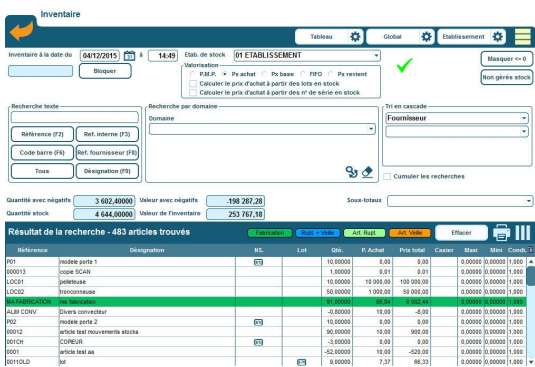 Inventaire
Tableau Global Etablissement
Inventaire à la date du 04/12/2015 à 14:49 Etab. de stock 01 ETABLISSEMENT Masquer <= 0
Bloquer Valorisation
P.M.P. Px achat Px base FIFO Px revient
Calculer le prix d'achat à partir des lots en stock
Calculer le prix d'achat à partir des n° de série en stock
Non gérés stock
Recherche texte Recherche par domaine Tri en cascade
Domaine Fournisseur
Référence (F2) Ref. interne (F3)
Code barre (F6) Ref. fournisseur (F8)
Tous Désignation (F9)
Cumuler les recherches
Quantité avec négatifs 3 602,40000 Valeur avec négatifs -198 287,28 Sous-totaux
Quantité stock 4 644,00000 Valeur de l'inventaire 253 767,18
Résultat de la recherche - 483 articles trouvés Fabrication Rupt. + Veille Art. Rupt Art. Veille Effacer
Référence Désignation NS. Lot Qté. P. Achat Prix total Casier Maxi Mini Condi.
P01 modele porte 1 10,00000 0,00 0,00 0,00000 0,00000 1,000
000013 copie SCAN 1,00000 0,01 0,01 0,00000 0,00000 1,000
LOC01 pelleteuse 10,00000 10 000,00 100 000,00 0,00000 0,00000 1,000
LOC02 tronconneuse 50,00000 1 000,00 50 000,00 0,00000 0,00000 1,000
MA FABRICATION ma fabrication 91,00000 66,04 6 002,44 0,00000 0,00000 1,000
ALIM CONV Divers convecteur -0,80000 10,00 -8,00 0,00000 0,00000 1,000
P02 modele porte 2 10,00000 0,00 0,00 0,00000 0,00000 1,000
00012 article test mouvements stocks 90,00000 10,00 900,00 0,00000 0,00000 1,000
001CH COPIEUR -3,00000 0,00 0,00 0,00000 0,00000 1,000
0001 article test aa -52,00000 10,00 -520,00 0,00000 0,00000 1,000
0011OLD lot 9,00000 7,37 66,33 0,00000 0,00000 1,000